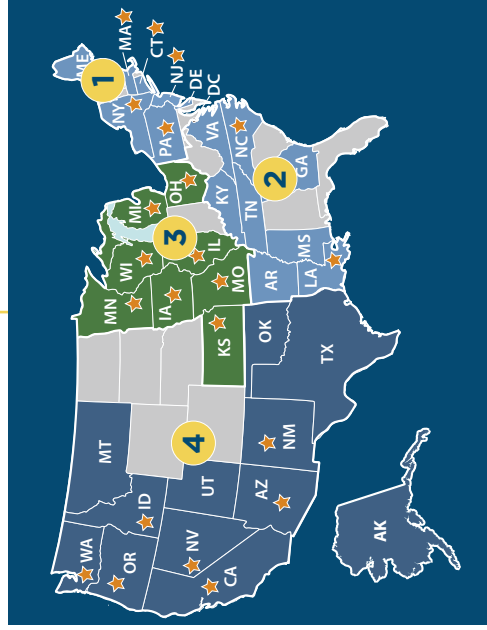 WA
OR
CA
NV
ID
MT
UT
AZ
NM
OK
TX
AK
KS
MN
IA
MO
WI
IL
MI
OH
AR
LA
MS
TN
KY
GA
NC
VA
PA
NY
ME
MA
CT
NJ
DE
DC
1
2
3
4